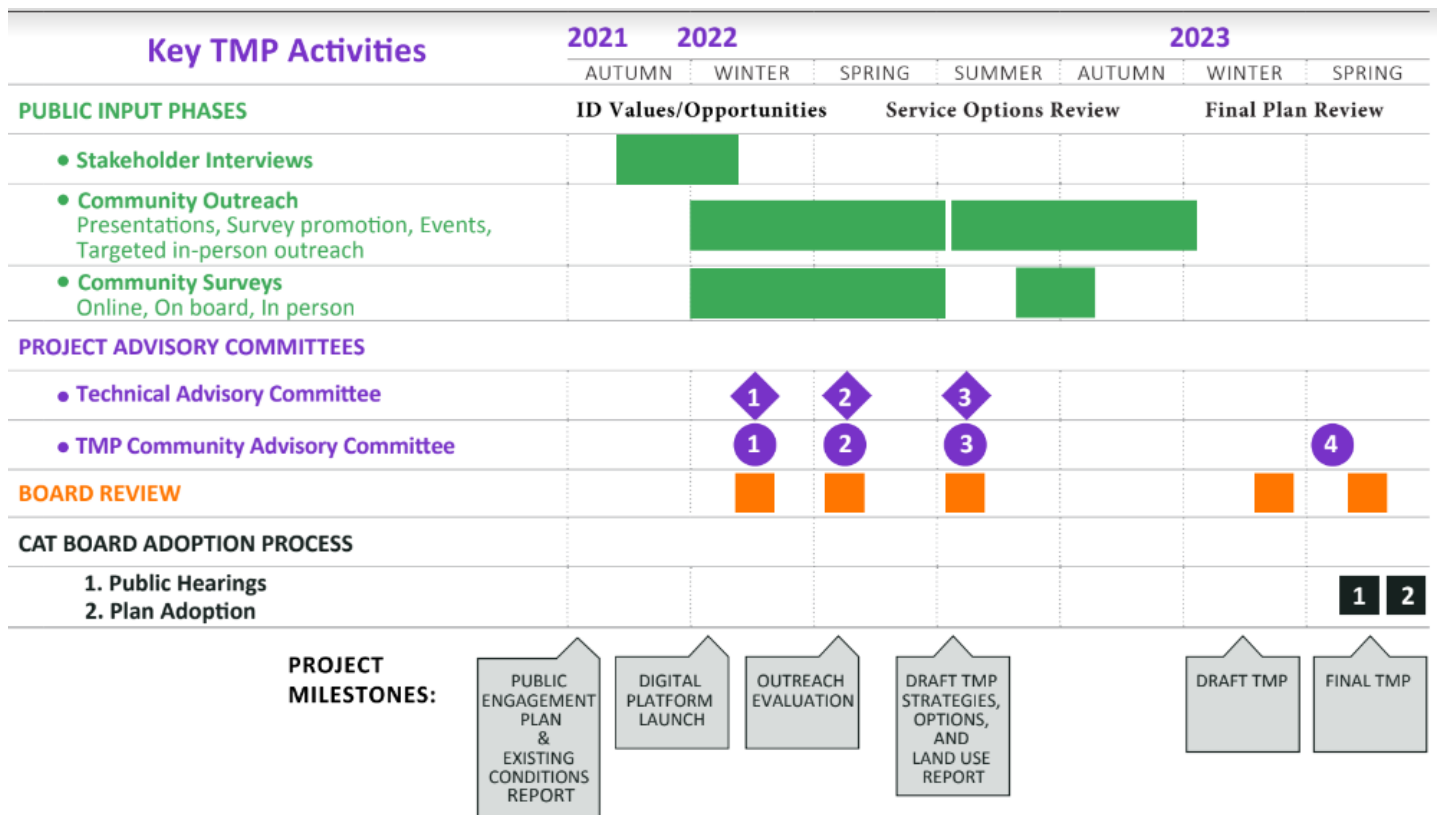 Key TMP Activities
2021 2022 2023
AUTUMN WINTER SPRING SUMMER AUTUMN WINTER SPRING
PUBLIC INPUT PHASES
ID Values/Opportunities Service Options Review Final Plan Review
• Stakeholder Interviews
• Community Outreach
Presentations, Survey promotion, Events,
Targeted in-person outreach
• Community Surveys
Online, On board, In person
PROJECT ADVISORY COMMITTEES
• Technical Advisory Committee
1 2 3
• TMP Community Advisory Committee
1 2 3 4
BOARD REVIEW
CAT BOARD ADOPTION PROCESS
1. Public Hearings
2. Plan Adoption
1 2
PROJECT
MILESTONES:
PUBLIC
ENGAGEMENT
PLAN
&
EXISTING
CONDITIONS
REPORT
DIGITAL
PLATFORM
LAUNCH
OUTREACH
EVALUATION
DRAFT TMP
STRATEGIES,
OPTIONS,
AND
LAND USE
REPORT
DRAFT TMP
FINAL TMP